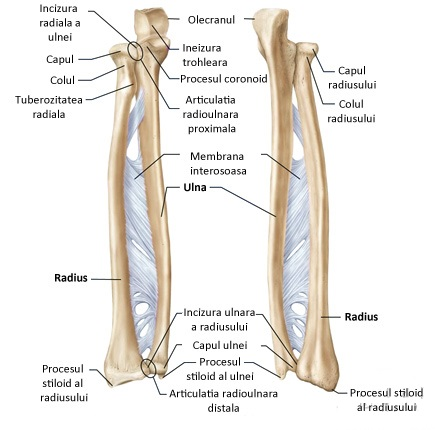 Incizura
radiala a
ulnei
Capul
Colul
Tuberozitatea
radiala
Olecranul
Ineizura
trohleara
Procesul coronoid
Articulatia
radioulnara
proximala
Membrana
interosoasa
Ulna
Capul
radiusului
Colul
radiusului
Radius
Radius
Incizura ulnara
a radiusului
Capul ulnei
Procesul
stiloid al ulnei
Articulatia radioulnara
distala
Procesul
stiloid al
radiusului
Procesul stiloid
al radiusului